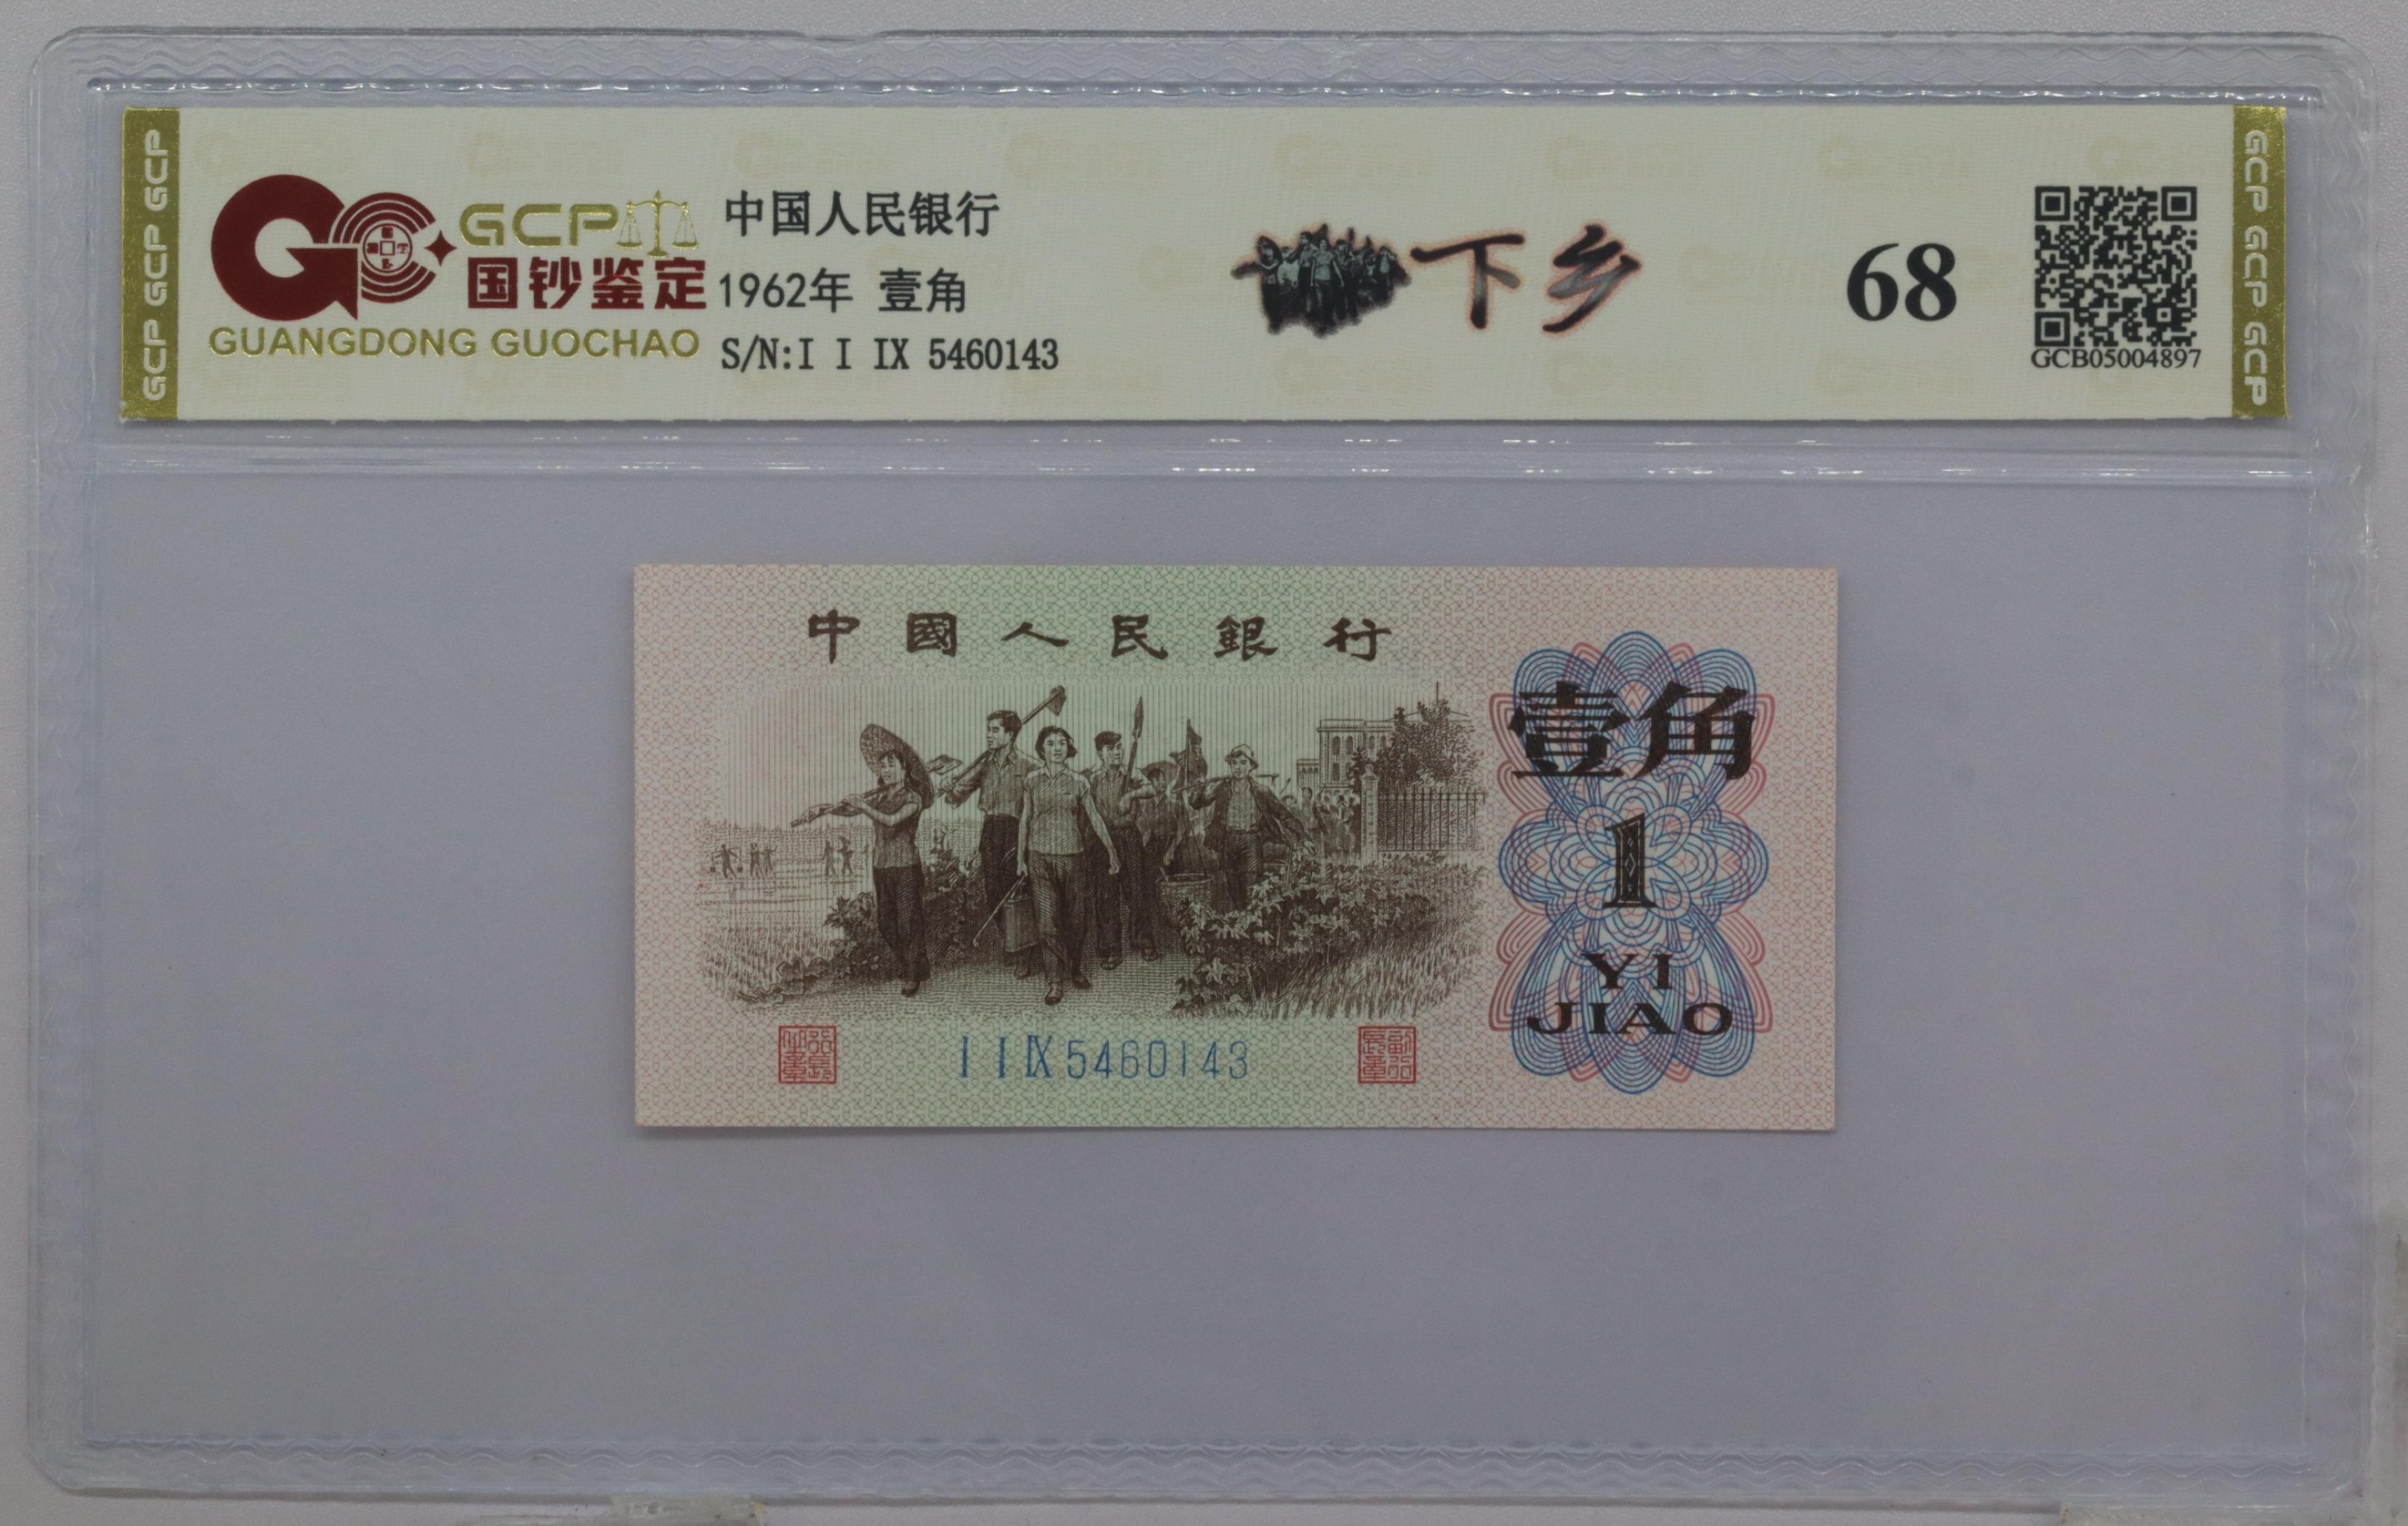 GCP GCP GCP
GCP
国钞鉴定
GUANGDONG GUOCHAO
中国人民银行
1962年 壹角
S/N:I I IX 5460143
下乡
68
GCB05004897
GCP GCP GCP
中國人民銀行
壹角
1
YI
JIAO
I I IX 5460143